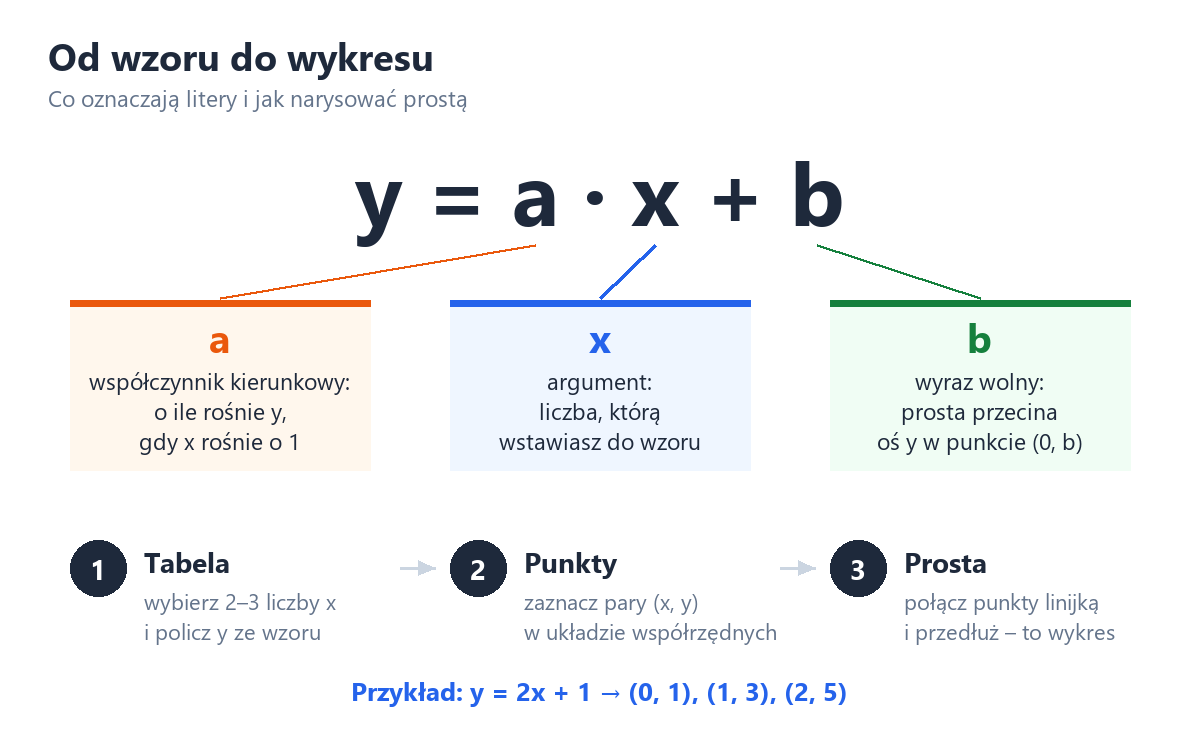 Od wzoru do wykresu
Co oznaczają litery i jak narysować prostą
y = a · x + b
a
współczynnik kierunkowy:
o ile rośnie y,
gdy x rośnie o 1
x
argument:
liczba, którą
wstawiasz do wzoru
b
wyraz wolny:
prosta przecina
oś y w punkcie (0, b)
1
Tabela
wybierz 2–3 liczby x
i policz y ze wzoru
2
Punkty
zaznacz pary (x, y)
w układzie współrzędnych
3
Prosta
połącz punkty linijką
i przedłuż – to wykres
Przykład: y = 2x + 1 → (0, 1), (1, 3), (2, 5)